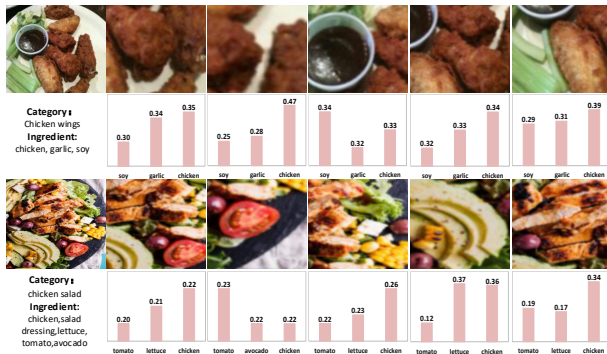 Category：
Chicken wings
Ingredient:
chicken, garlic, soy
0.30 0.34 0.35
soy garlic chicken
0.25 0.28 0.47
soy garlic chicken
0.34 0.32 0.33
soy garlic chicken
0.32 0.33 0.34
soy garlic chicken
0.29 0.31 0.39
soy garlic chicken
Category：
chicken salad
Ingredient:
chicken,salad
dressing,lettuce,
tomato,avocado
0.20 0.21 0.22
tomato lettuce chicken
0.23 0.22 0.22
tomato avocado chicken
0.22 0.23 0.26
tomato lettuce chicken
0.12 0.37 0.36
tomato lettuce chicken
0.19 0.17 0.34
tomato lettuce chicken